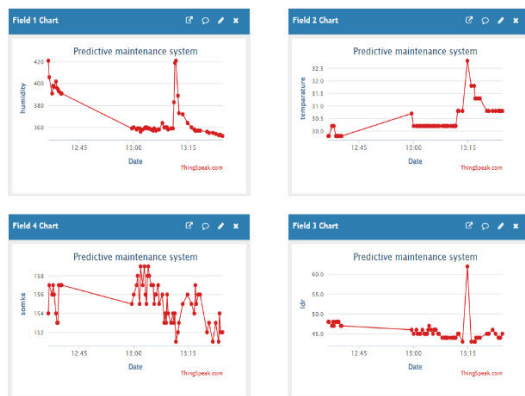 Field 1 Chart
Predictive maintenance system
humidity
420
400
380
360
12:45 13:00 13:15
Date
ThingSpeak.com
Field 2 Chart
Predictive maintenance system
temparature
32.5
32.0
31.5
31.0
30.5
30.0
12:45 13:00 13:15
Date
ThingSpeak.com
Field 4 Chart
Predictive maintenance system
somke
158
156
154
152
12:45 13:00 13:15
Date
ThingSpeak.com
Field 3 Chart
Predictive maintenance system
ldr
60.0
55.0
50.0
45.0
12:45 13:00 13:15
Date
ThingSpeak.com